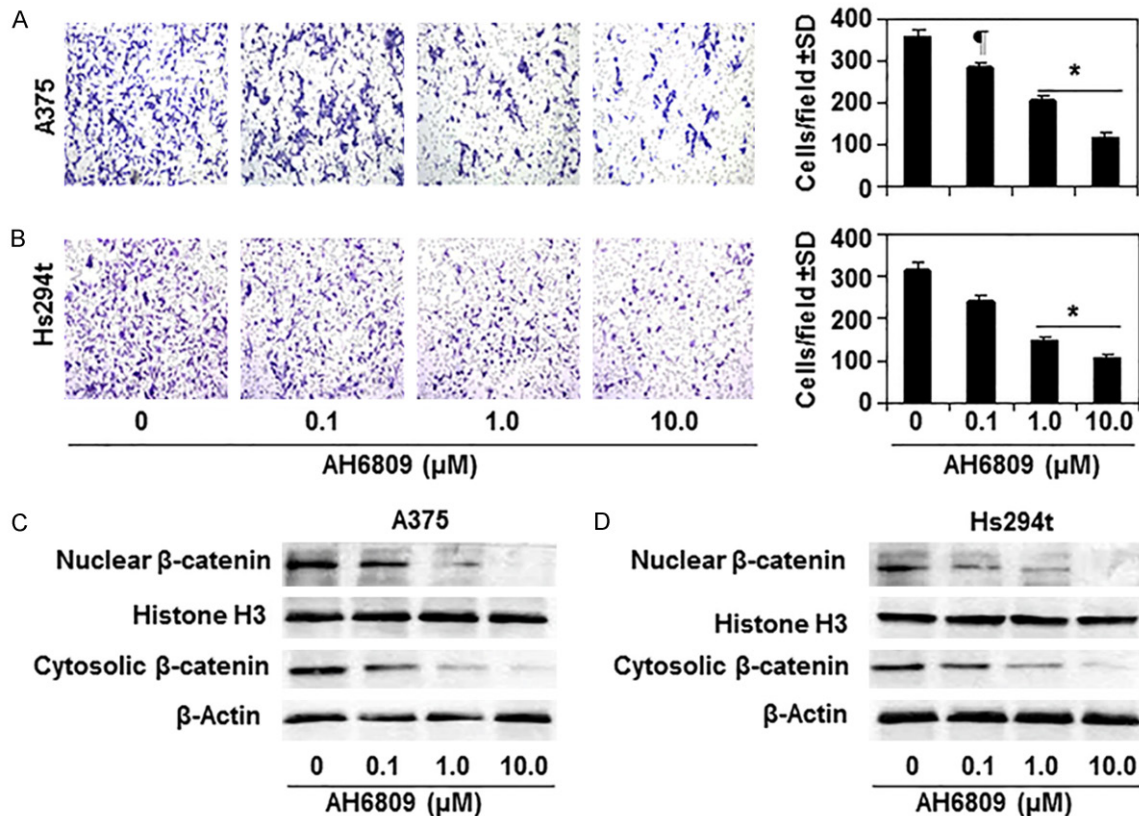 A
A375
400
300
200
100
0
Cells/field ±SD
¶
*
B
Hs294t
400
300
200
100
0
Cells/field ±SD
*
0 0.1 1.0 10.0
AH6809 (µM)
0 0.1 1.0 10.0
AH6809 (µM)
C
A375
Nuclear β-catenin
Histone H3
Cytosolic β-catenin
β-Actin
0 0.1 1.0 10.0
AH6809 (µM)
D
Hs294t
Nuclear β-catenin
Histone H3
Cytosolic β-catenin
β-Actin
0 0.1 1.0 10.0
AH6809 (µM)